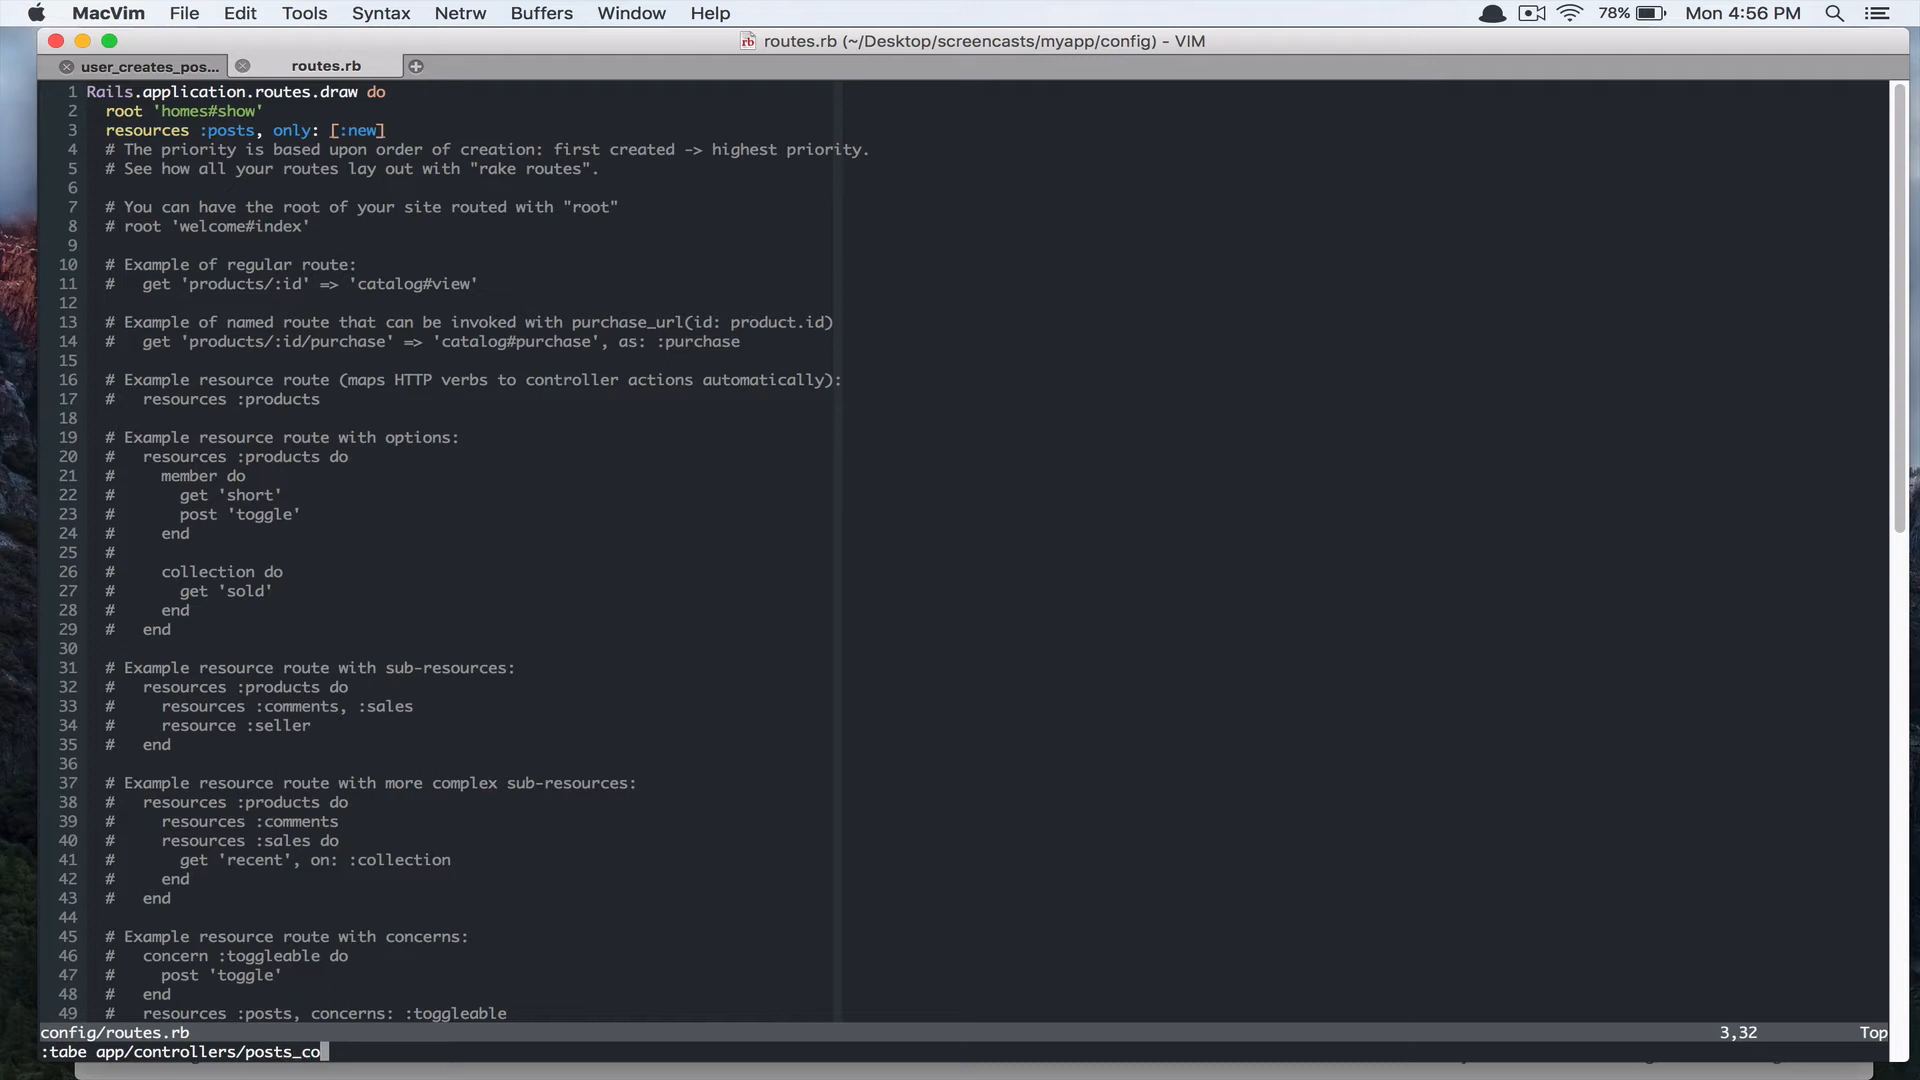 MacVim File Edit Tools Syntax Netrw Buffers Window Help 78% Mon 4:56 PM
routes.rb (~/Desktop/screencasts/myapp/config) - VIM
user_creates_pos... routes.rb
1 Rails.application.routes.draw do
2 root 'homes#show'
3 resources :posts, only: [:new]
4 # The priority is based upon order of creation: first created -> highest priority.
5 # See how all your routes lay out with "rake routes".
6
7 # You can have the root of your site routed with "root"
8 # root 'welcome#index'
9
10 # Example of regular route:
11 # get 'products/:id' => 'catalog#view'
12
13 # Example of named route that can be invoked with purchase_url(id: product.id)
14 # get 'products/:id/purchase' => 'catalog#purchase', as: :purchase
15
16 # Example resource route (maps HTTP verbs to controller actions automatically):
17 # resources :products
18
19 # Example resource route with options:
20 # resources :products do
21 # member do
22 # get 'short'
23 # post 'toggle'
24 # end
25 #
26 # collection do
27 # get 'sold'
28 # end
29 # end
30
31 # Example resource route with sub-resources:
32 # resources :products do
33 # resources :comments, :sales
34 # resource :seller
35 # end
36
37 # Example resource route with more complex sub-resources:
38 # resources :products do
39 # resources :comments
40 # resources :sales do
41 # get 'recent', on: :collection
42 # end
43 # end
44
45 # Example resource route with concerns:
46 # concern :toggleable do
47 # post 'toggle'
48 # end
49 # resources :posts, concerns: :toggleable
config/routes.rb 3,32 Top
:tabe app/controllers/posts_co